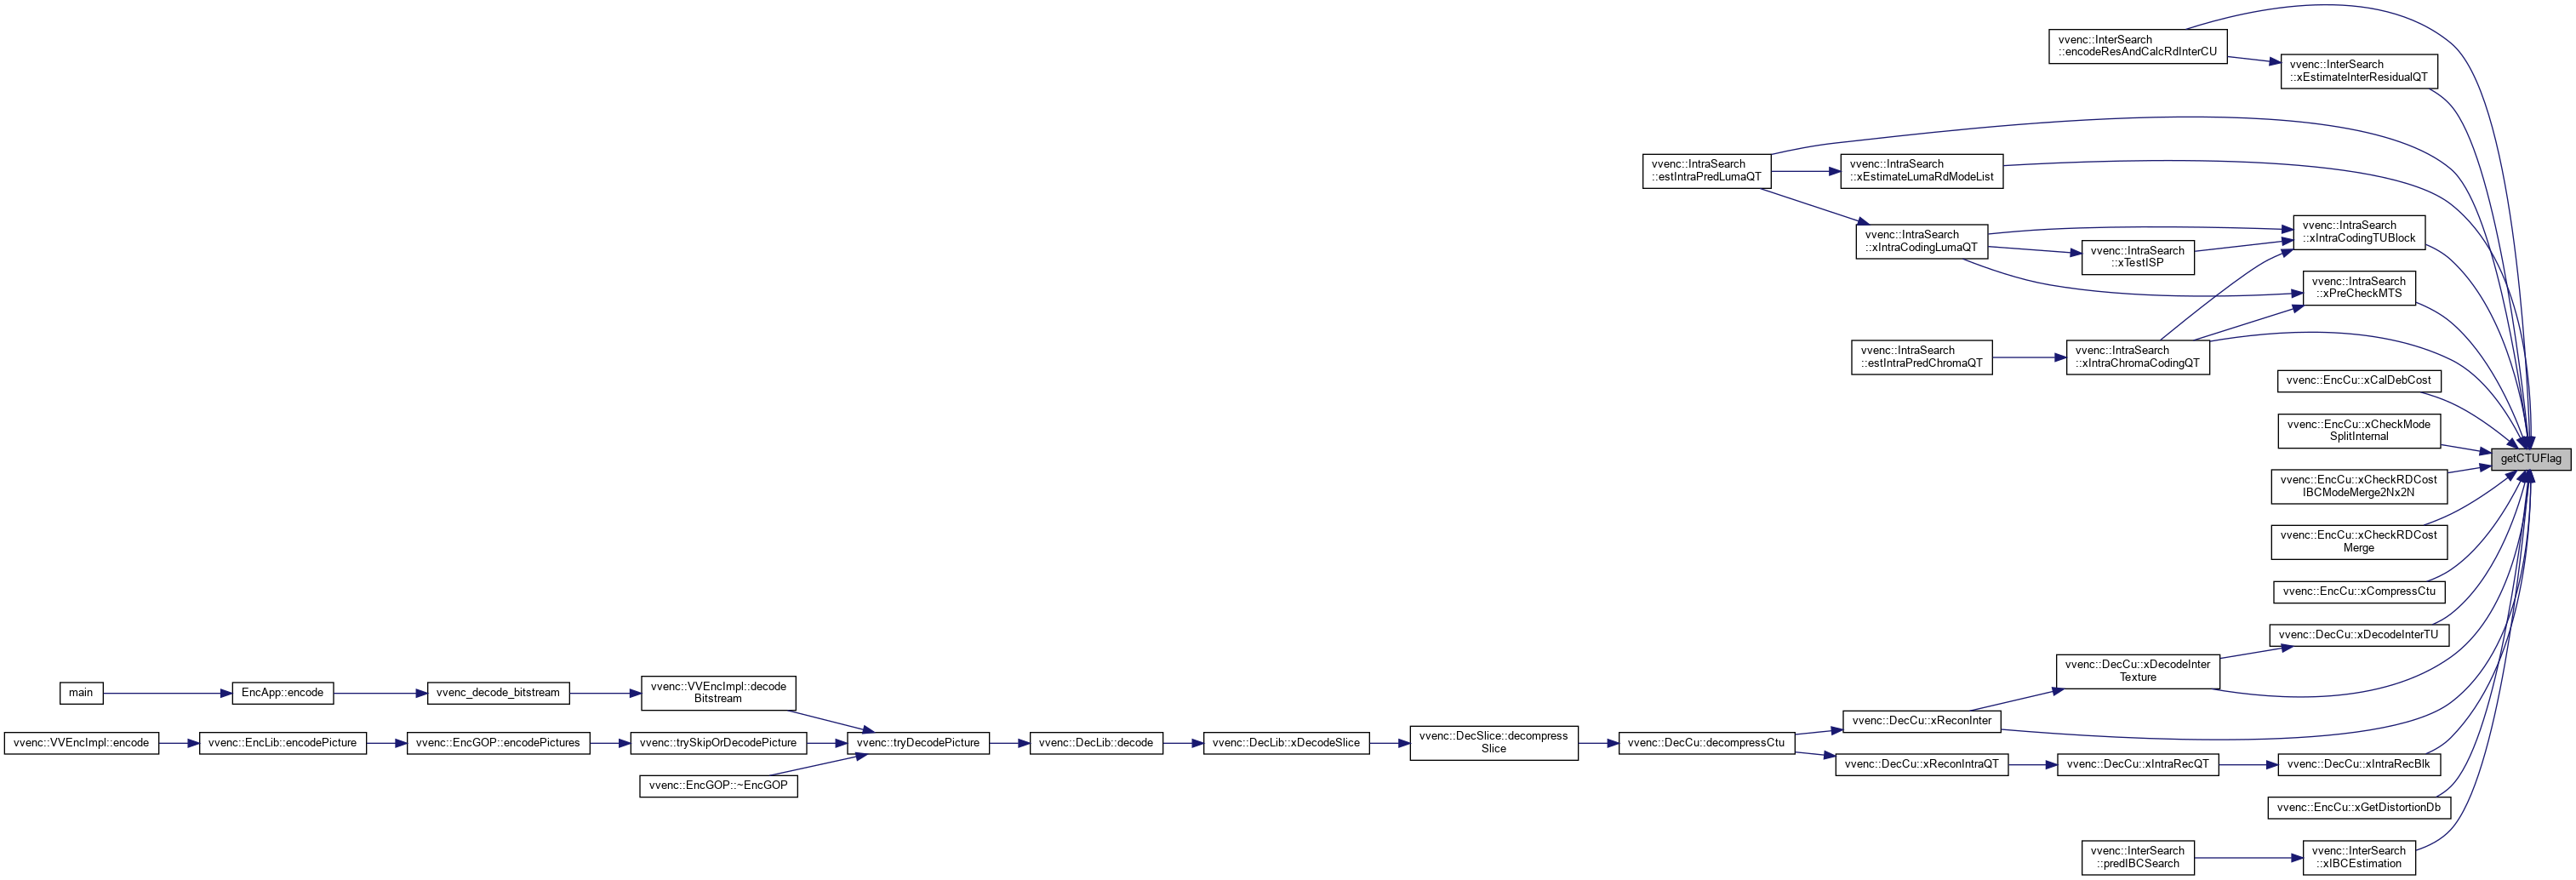 vvenc::InterSearch
::encodeResAndCalcRdInterCU
vvenc::InterSearch
::xEstimateInterResidualQT
vvenc::IntraSearch
::estIntraPredLumaQT
vvenc::IntraSearch
::xEstimateLumaRdModeList
vvenc::IntraSearch
::xIntraCodingTUBlock
vvenc::IntraSearch
::xIntraCodingLumaQT
vvenc::IntraSearch
::xTestISP
vvenc::IntraSearch
::xPreCheckMTS
vvenc::IntraSearch
::estIntraPredChromaQT
vvenc::IntraSearch
::xIntraChromaCodingQT
vvenc::EncCu::xCalDebCost
vvenc::EncCu::xCheckMode
SplitInternal
getCTUFlag
vvenc::EncCu::xCheckRDCost
IBCModeMerge2Nx2N
vvenc::EncCu::xCheckRDCost
Merge
vvenc::EncCu::xCompressCtu
vvenc::DecCu::xDecodeInterTU
vvenc::DecCu::xDecodeInter
Texture
main
EncApp::encode
vvenc_decode_bitstream
vvenc::VVEncImpl::decode
Bitstream
vvenc::DecCu::xReconInter
vvenc::VVEncImpl::encode
vvenc::EncLib::encodePicture
vvenc::EncGOP::encodePictures
vvenc::trySkipOrDecodePicture
vvenc::tryDecodePicture
vvenc::DecLib::decode
vvenc::DecLib::xDecodeSlice
vvenc::DecSlice::decompress
Slice
vvenc::DecCu::decompressCtu
vvenc::DecCu::xReconIntraQT
vvenc::DecCu::xIntraRecQT
vvenc::DecCu::xIntraRecBlk
vvenc::EncGOP::~EncGOP
vvenc::EncCu::xGetDistortionDb
vvenc::InterSearch
::predIBCSearch
vvenc::InterSearch
::xIBCEstimation